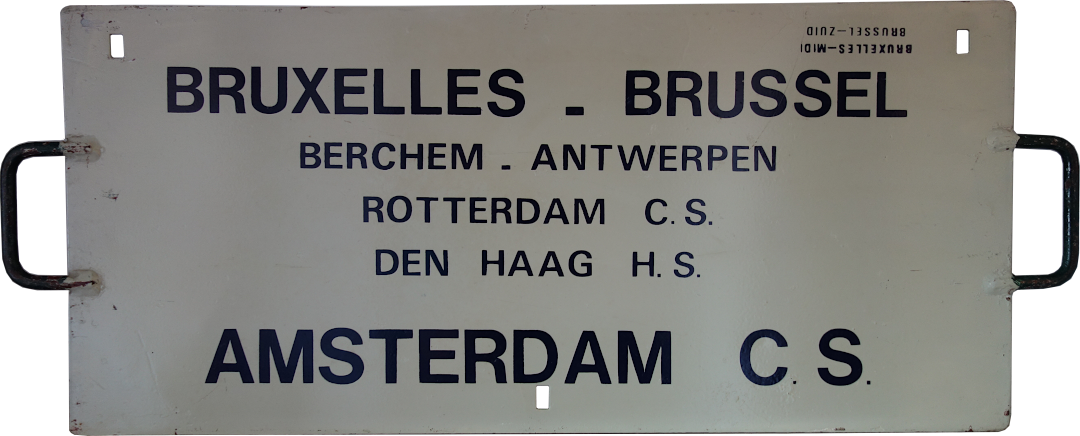 BRUXELLES-MIDI
BRUSSEL-ZUID
BRUXELLES - BRUSSEL
BERCHEM - ANTWERPEN
ROTTERDAM C.S.
DEN HAAG H.S.
AMSTERDAM C.S.